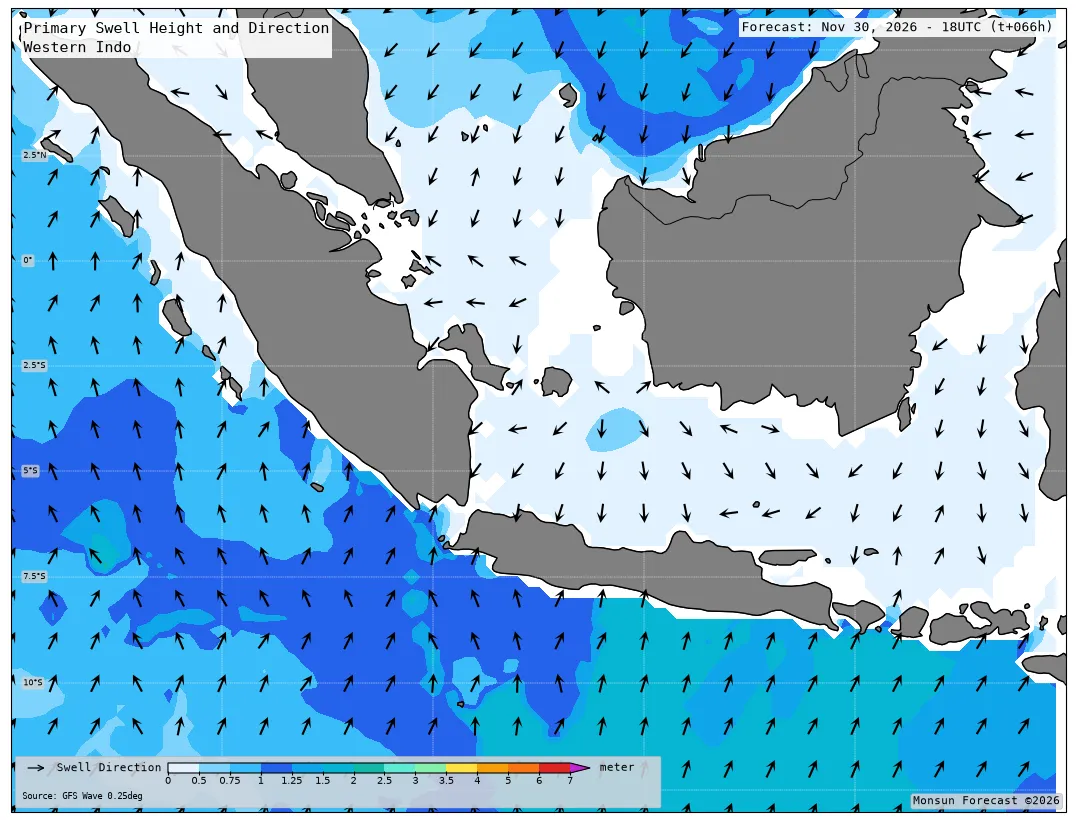 Primary Swell Height and Direction
Western Indo
Forecast: Nov 30, 2026 - 18UTC (t+066h)
2.5°N
0°
2.5°S
5°S
7.5°S
10°S
Swell Direction
0 0.5 0.75 1 1.25 1.5 2 2.5 3 3.5 4 5 6 7
meter
Source: GFS Wave 0.25deg
Monsun Forecast ©2026